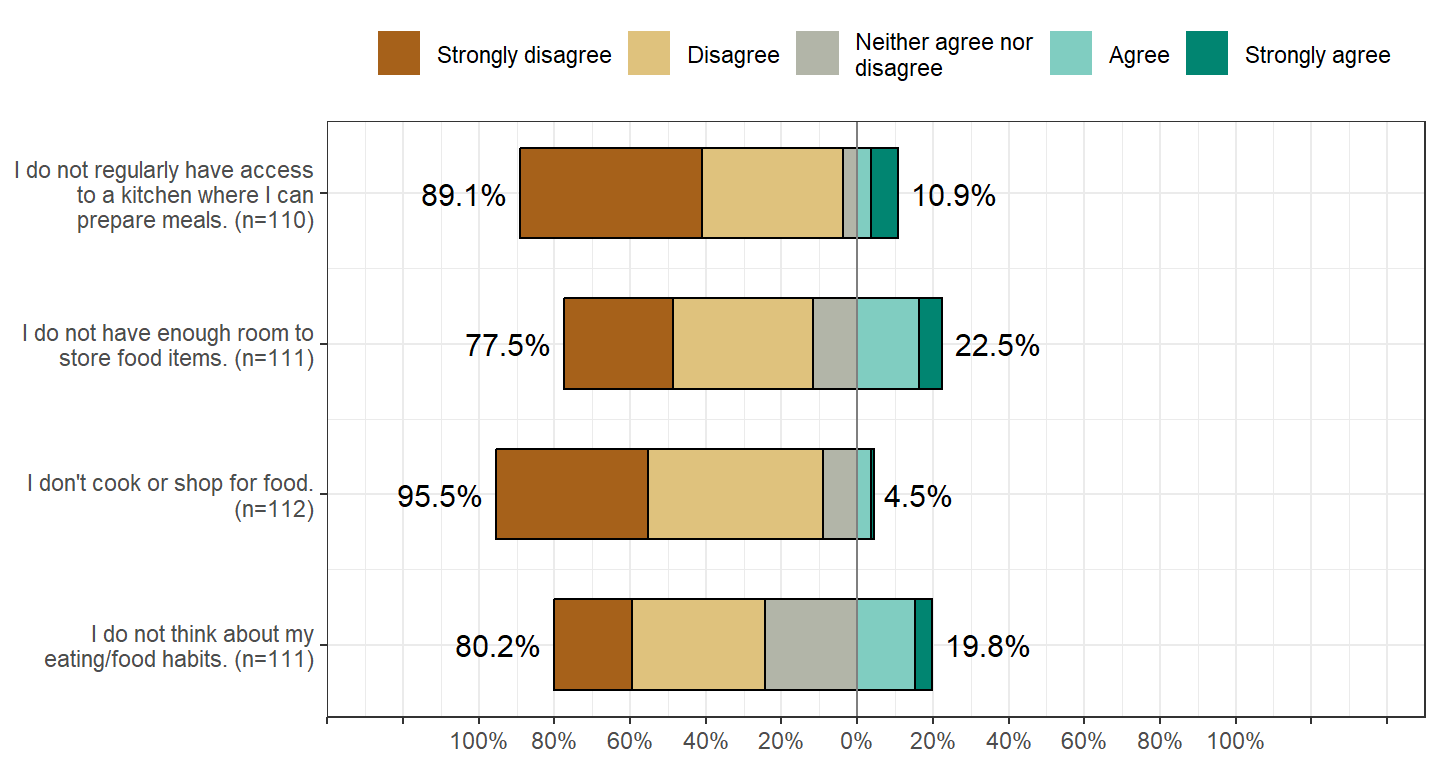 Strongly disagree
Disagree
Neither agree nor
disagree
Agree
Strongly agree
I do not regularly have access
to a kitchen where I can
prepare meals. (n=110)
89.1%
10.9%
I do not have enough room to
store food items. (n=111)
77.5%
22.5%
I don't cook or shop for food.
(n=112)
95.5%
4.5%
I do not think about my
eating/food habits. (n=111)
80.2%
19.8%
100% 80% 60% 40% 20% 0% 20% 40% 60% 80% 100%